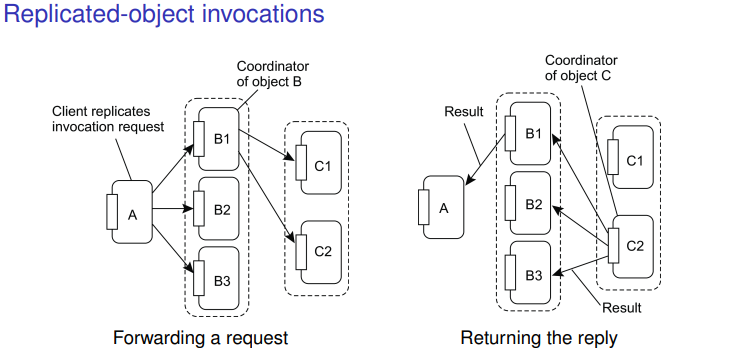 Replicated-object invocations
Coordinator
of object B
Client replicates
invocation request
A
B1
B2
B3
C1
C2
Forwarding a request
Coordinator
of object C
Result
A
B1
B2
B3
C1
C2
Result
Returning the reply